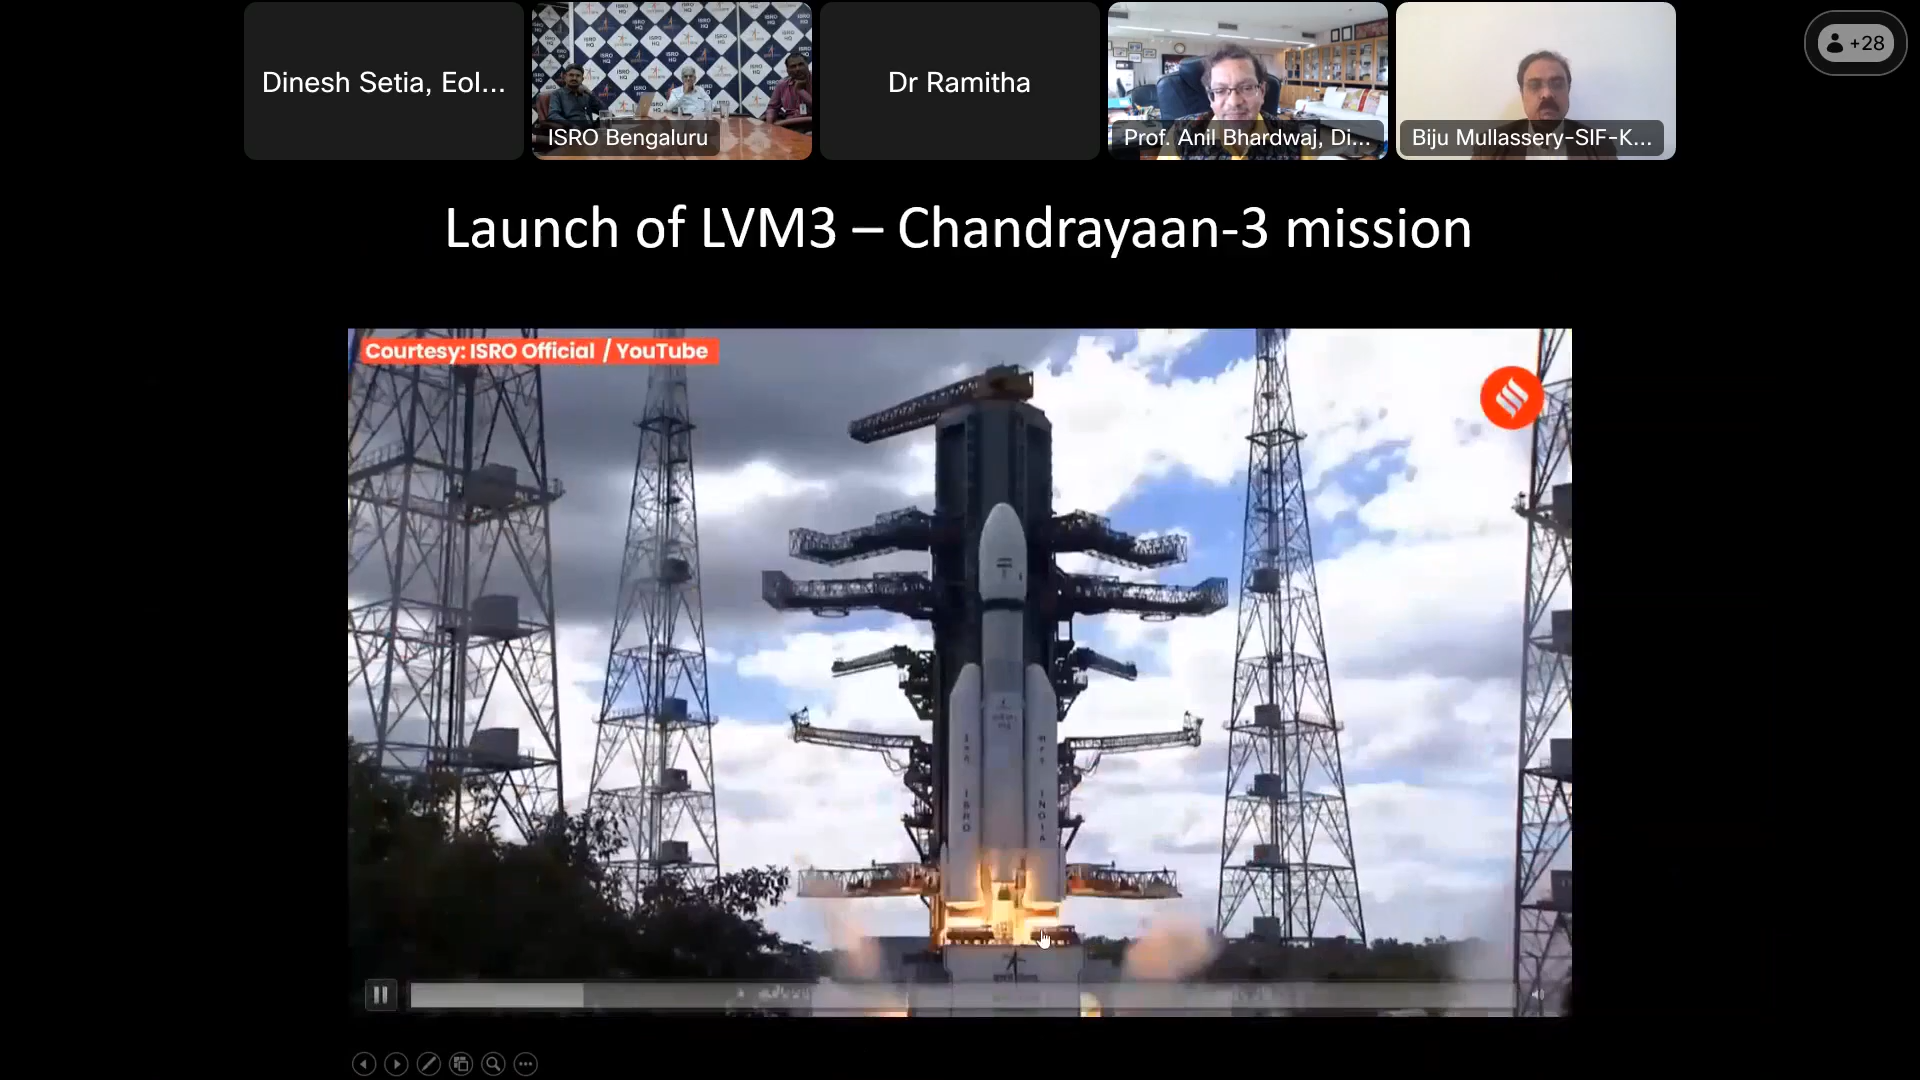 Dinesh Setia, Eol...
ISRO Bengaluru
Dr Ramitha
Prof. Anil Bhardwaj, Di...
Biju Mullassery-SIF-K...
+28
Launch of LVM3 – Chandrayaan-3 mission
Courtesy: ISRO Official / YouTube
ISRO
INDIA